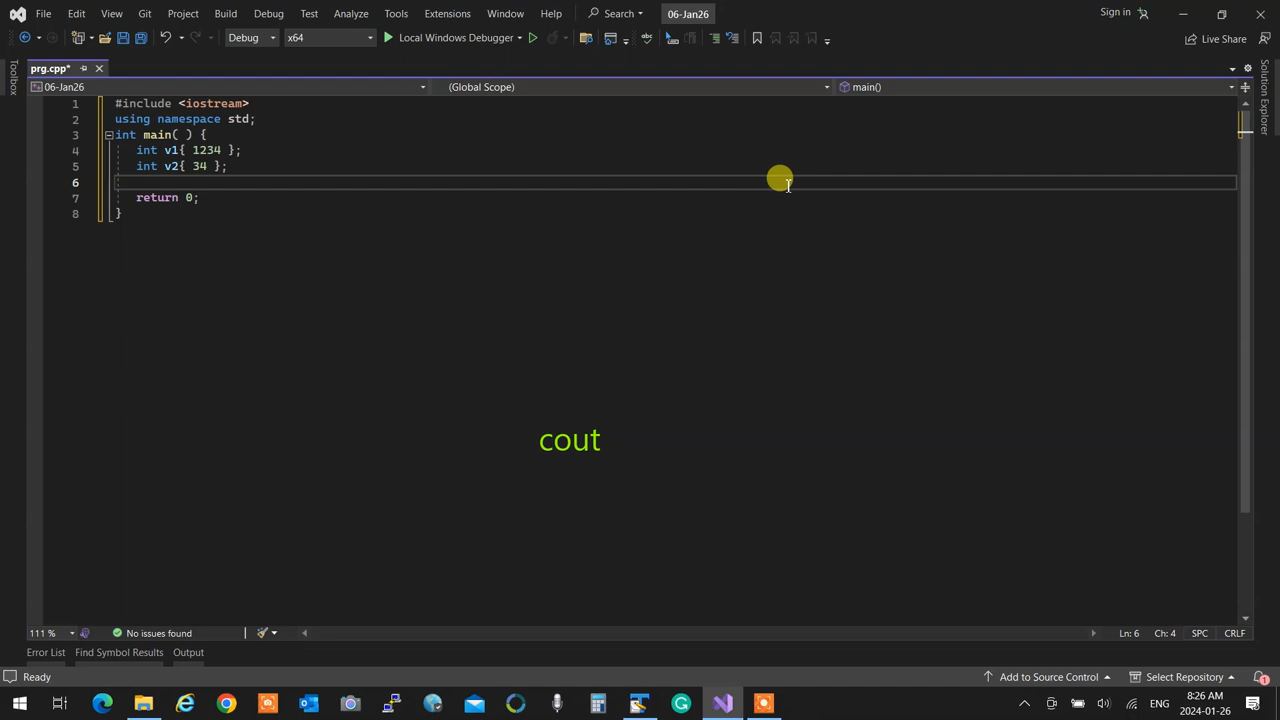 File Edit View Git Project Build Debug Test Analyze Tools Extensions Window Help Search 06-Jan26 Sign in
Debug x64 Local Windows Debugger Live Share
prg.cpp*
06-Jan26 (Global Scope) main()
1 #include <iostream>
2 using namespace std;
3 int main( ) {
4 int v1{ 1234 };
5 int v2{ 34 };
6
7 return 0;
8 }
Toolbox
Solution Explorer
cout
111 % No issues found Ln: 6 Ch: 4 SPC CRLF
Error List Find Symbol Results Output
Ready Add to Source Control Select Repository 1
ENG 8:26 AM
2024-01-26